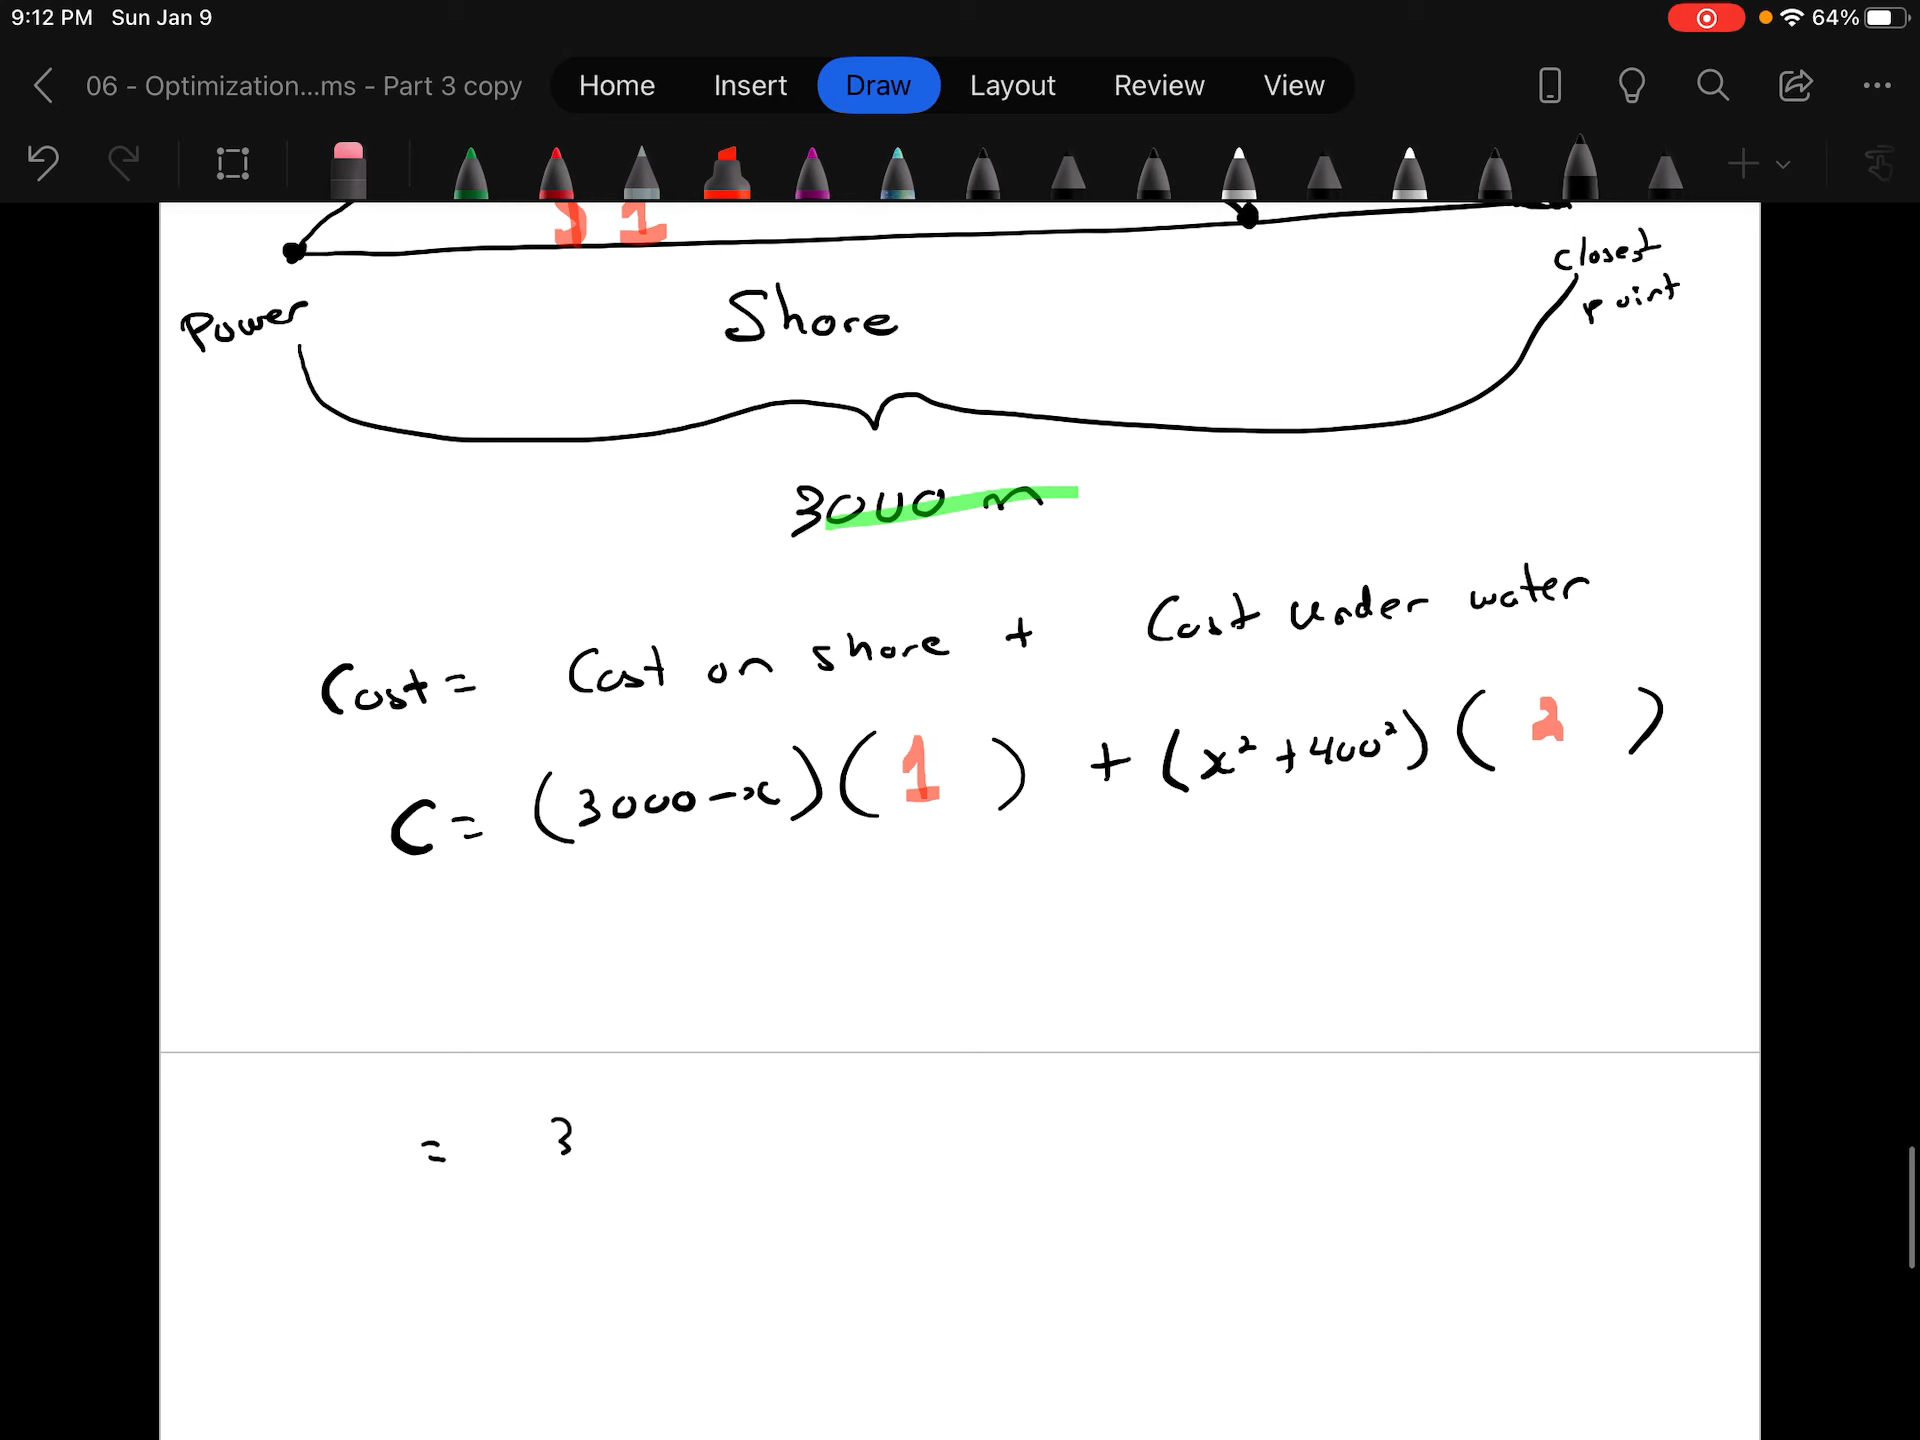 9:12 PM Sun Jan 9
64%
06 - Optimization...ms - Part 3 copy
Home Insert Draw Layout Review View
1
closest
point
Power
Shore
3000 m
Cost = Cost on shore + Cost under water
C = (3000 - x)(1) + (x² + 400²)(2)
= 3